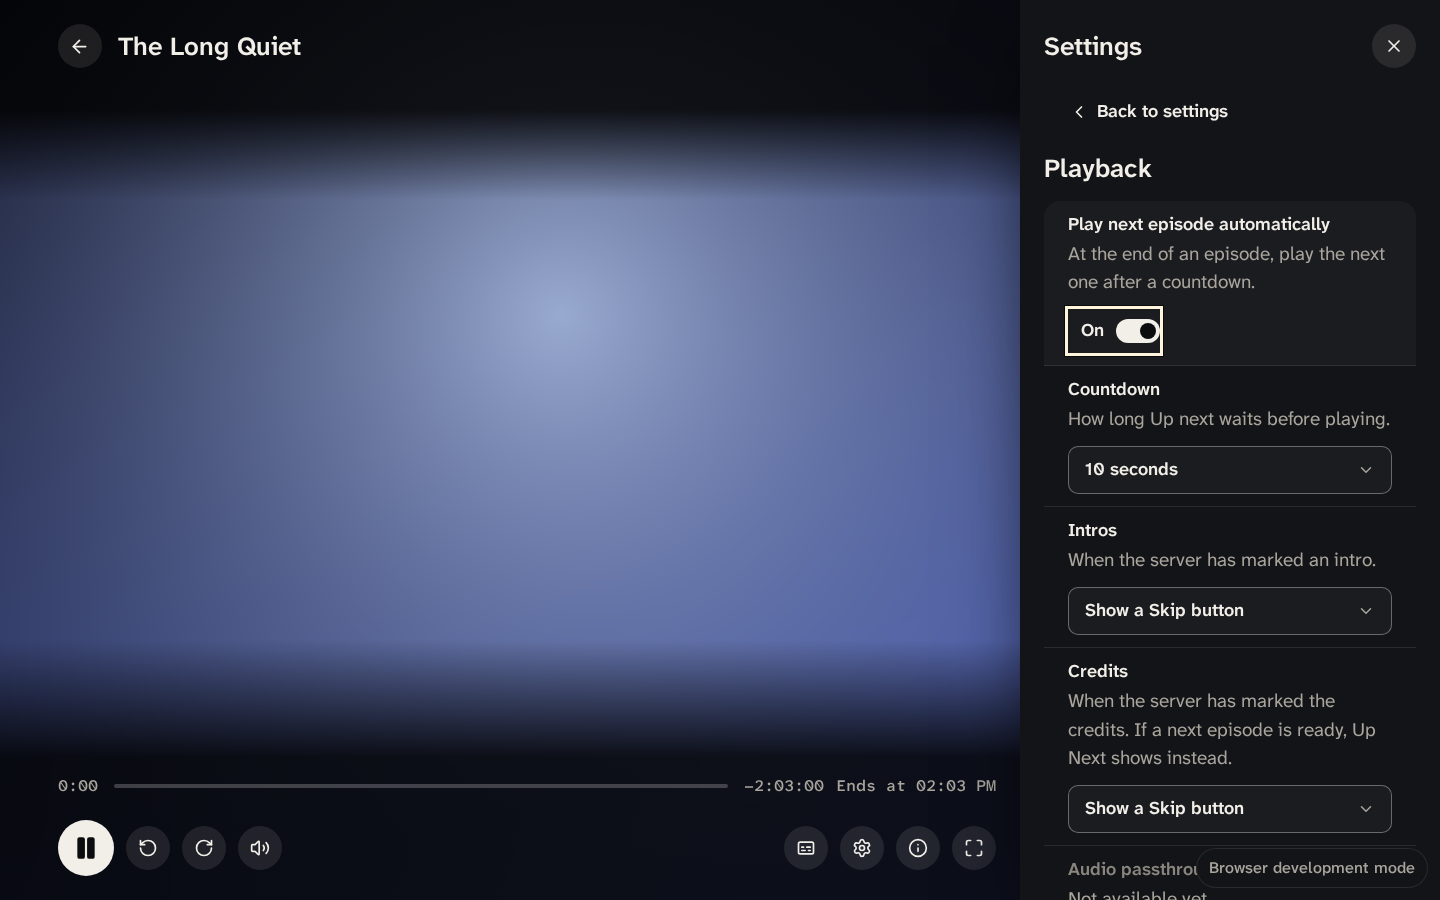 The Long Quiet
0:00
-2:03:00 Ends at 02:03 PM
Settings
Back to settings
Playback
Play next episode automatically
At the end of an episode, play the next
one after a countdown.
On
Countdown
How long Up next waits before playing.
10 seconds
Intros
When the server has marked an intro.
Show a Skip button
Credits
When the server has marked the
credits. If a next episode is ready, Up
Next shows instead.
Show a Skip button
Audio
Browser development mode
Not available yet